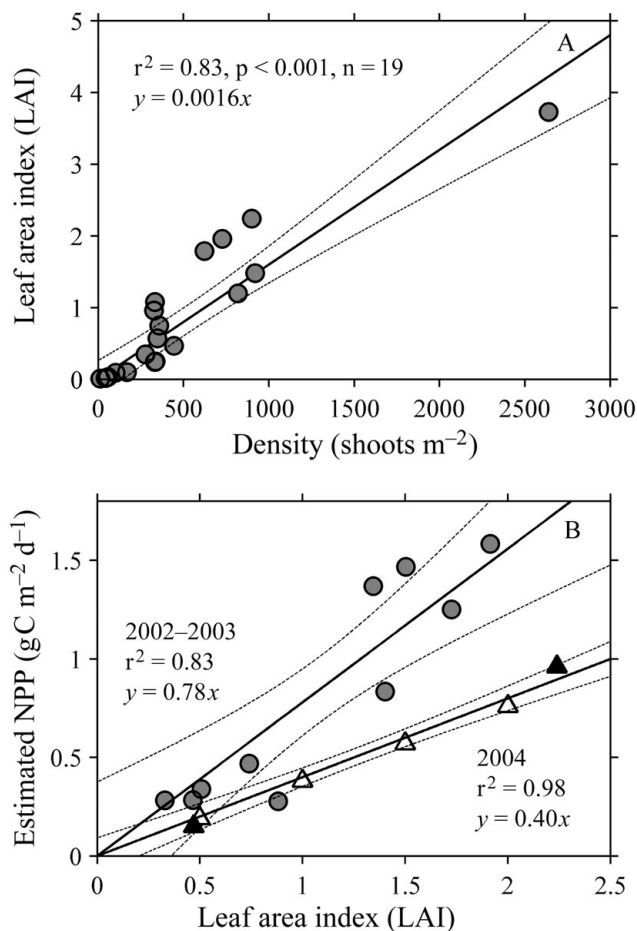 A
r² = 0.83, p < 0.001, n = 19
y = 0.0016x
Leaf area index (LAI)
5
4
3
2
1
0
0 500 1000 1500 2000 2500 3000
Density (shoots m⁻²)
B
2002–2003
r² = 0.83
y = 0.78x
2004
r² = 0.98
y = 0.40x
Estimated NPP (gC m⁻² d⁻¹)
1.5
1
0.5
0
0 0.5 1 1.5 2 2.5
Leaf area index (LAI)